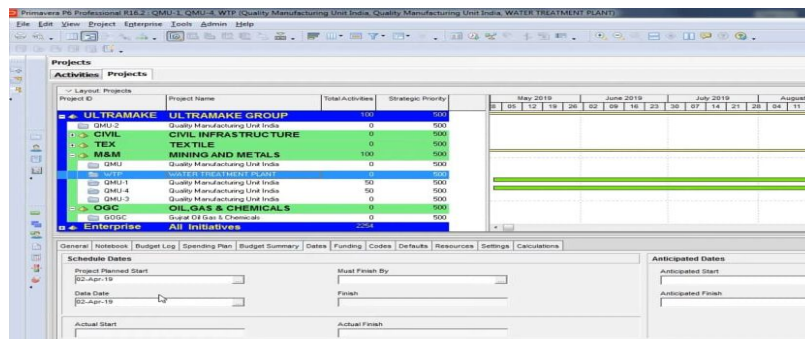 Primavera P6 Professional R16.2 : QMU-1, QMU-4, WTP (Quality Manufacturing Unit India, Quality Manufacturing Unit India, WATER TREATMENT PLANT)
File Edit View Project Enterprise Tools Admin Help
Projects
Activities Projects
Layout: Projects
Project ID Project Name Total Activities Strategic Priority
May 2019 June 2019 July 2019 August
05 12 19 26 02 09 16 23 30 07 14 21 28 04 11
ULTRAMAKE ULTRAMAKE GROUP 100 500
QMU-2 Quality Manufacturing Unit India 0 500
CIVIL CIVIL INFRASTRUCTURE 0 500
TEX TEXTILE 0 500
M&M MINING AND METALS 100 500
QMU Quality Manufacturing Unit India 0 500
WTP WATER TREATMENT PLANT 0 500
QMU-1 Quality Manufacturing Unit India 50 500
QMU-4 Quality Manufacturing Unit India 50 500
QMU-3 Quality Manufacturing Unit India 0 500
OGC OIL,GAS & CHEMICALS 0 500
GOGC Gujrat Oil Gas & Chemicals 0 500
Enterprise All Initiatives 2254
General Notebook Budget Log Spending Plan Budget Summary Dates Funding Codes Defaults Resources Settings Calculations
Schedule Dates Anticipated Dates
Project Planned Start Must Finish By Anticipated Start
02-Apr-19
Data Date Finish Anticipated Finish
02-Apr-19
Actual Start Actual Finish